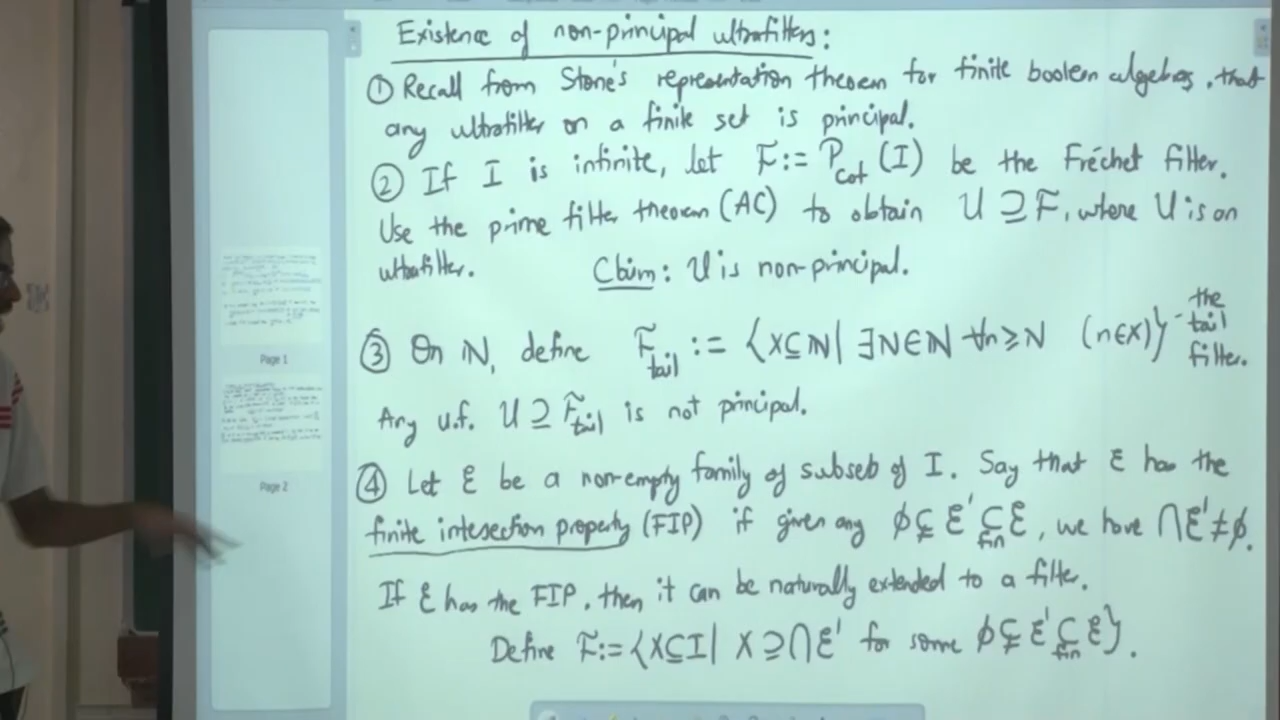 Existence of non-principal ultrafilters:
① Recall from Stone's representation theorem for finite boolean algebras, that
any ultrafilter on a finite set is principal.
② If I is infinite, let F := P_cof (I) be the Fréchet filter.
Use the prime filter theorem (AC) to obtain U ⊇ F, where U is an
ultrafilter. Claim: U is non-principal.
③ On ℕ, define F_tail := {X⊆ℕ | ∃N∈ℕ ∀n≥N (n∈X)} - the tail filter.
Any u.f. U ⊇ F_tail is not principal.
④ Let Ɛ be a non-empty family of subsets of I. Say that Ɛ has the
finite intesection property (FIP) if given any ϕ⊊Ɛ'⊆_fin Ɛ, we have ⋂Ɛ'≠ϕ.
If Ɛ has the FIP, then it can be naturally extended to a filter.
Define F := {X⊆I | X⊇⋂Ɛ' for some ϕ⊊Ɛ'⊆_fin Ɛ}.
Page 1
Page 2